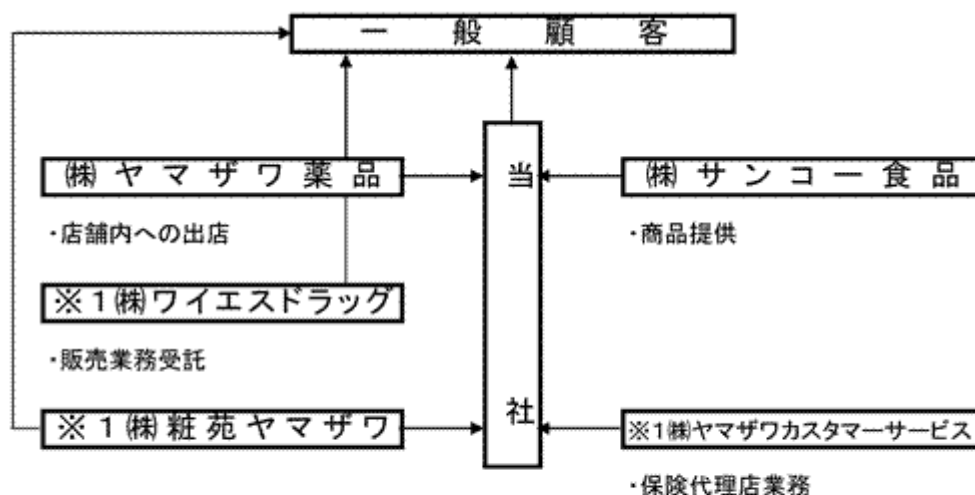 一般顧客
㈱ヤマザワ薬品
・店舗内への出店
※1㈱ワイエスドラッグ
・販売業務受託
※1㈱粧苑ヤマザワ
当社
㈱サンコー食品
・商品提供
※1㈱ヤマザワカスタマーサービス
・保険代理店業務